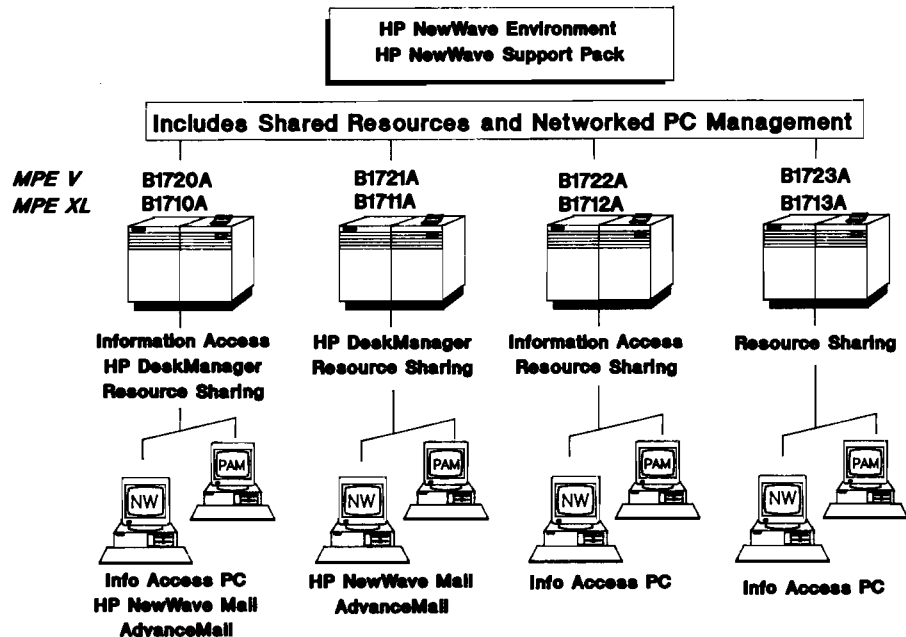 HP NewWave Environment
HP NewWave Support Pack
Includes Shared Resources and Networked PC Management
MPE V B1720A B1721A B1722A B1723A
MPE XL B1710A B1711A B1712A B1713A
Information Access
HP DeskManager
Resource Sharing
HP DeskManager
Resource Sharing
Information Access
Resource Sharing
Resource Sharing
NW
PAM
NW
PAM
NW
PAM
NW
PAM
Info Access PC
HP NewWave Mail
AdvanceMail
HP NewWave Mail
AdvanceMail
Info Access PC
Info Access PC